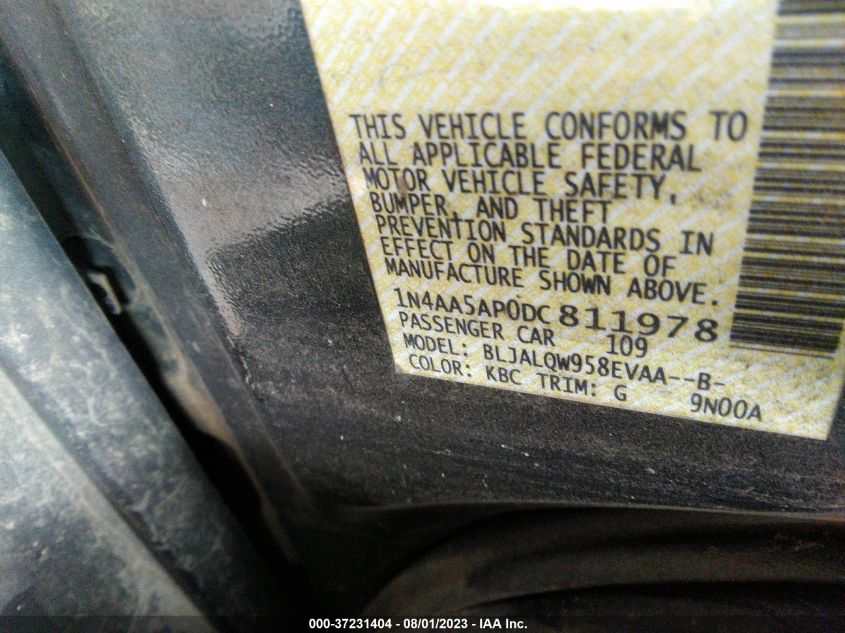 THIS VEHICLE CONFORMS TO
ALL APPLICABLE FEDERAL
MOTOR VEHICLE SAFETY,
BUMPER, AND THEFT
PREVENTION STANDARDS IN
EFFECT ON THE DATE OF
MANUFACTURE SHOWN ABOVE.
1N4AA5AP0DC811978
PASSENGER CAR 109
MODEL: BLJALQW958EVAA--B-
COLOR: KBC TRIM: G 9N00A
000-37231404 - 08/01/2023 - IAA Inc.